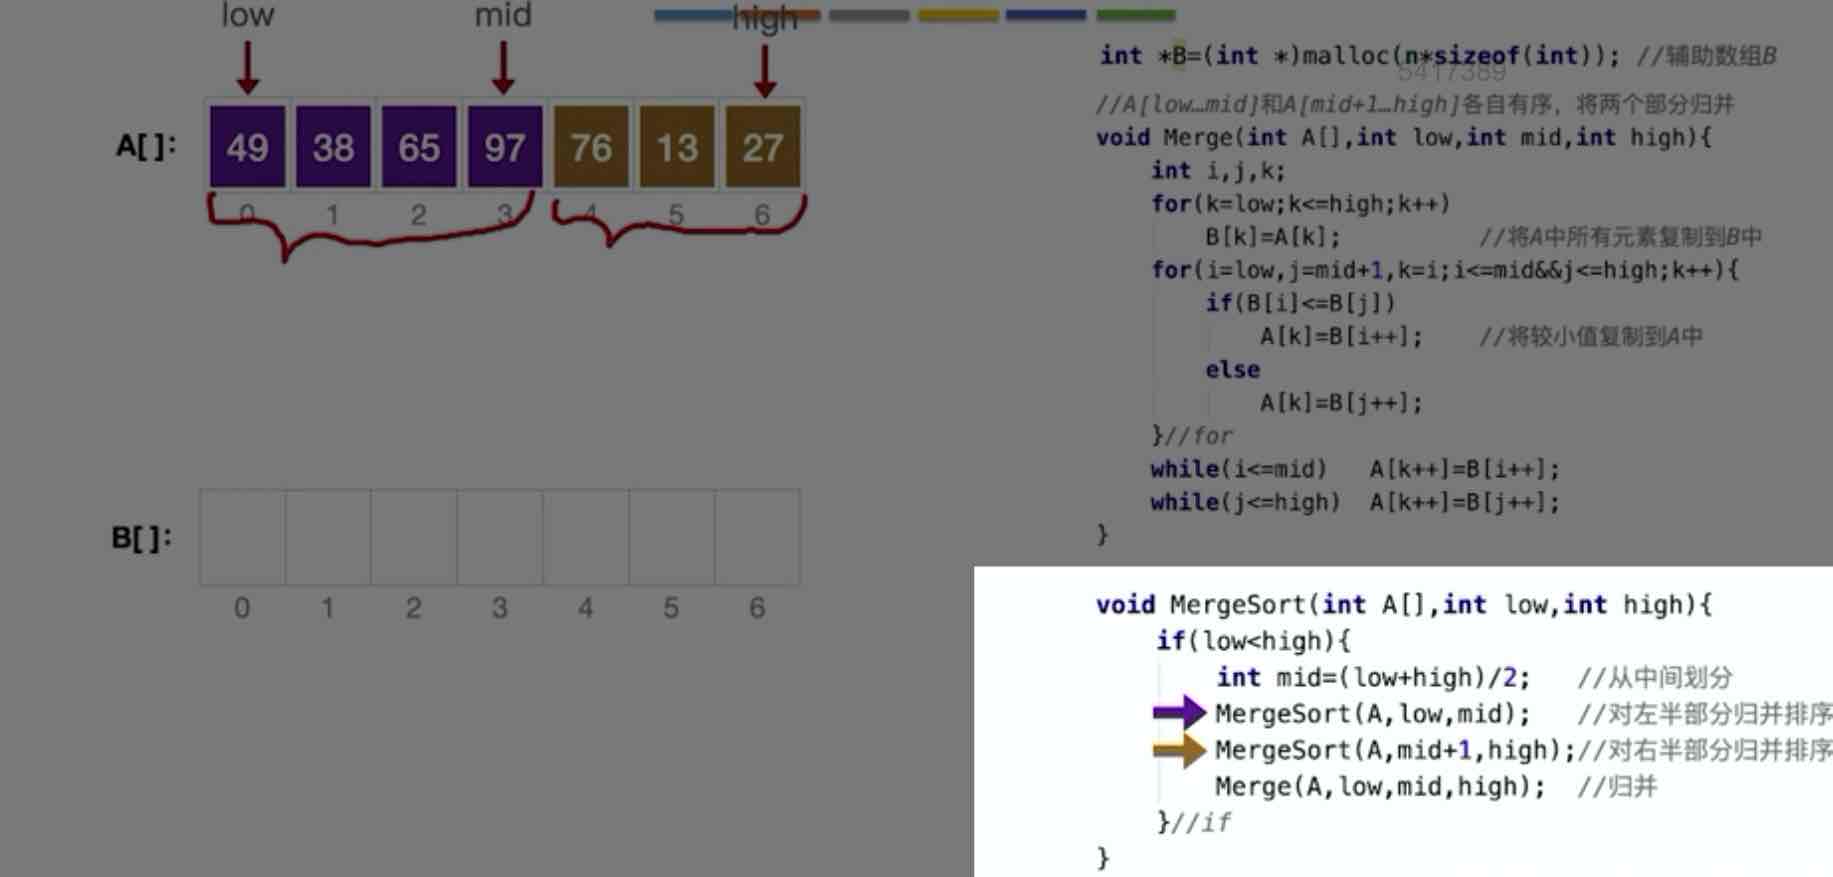 low mid high
A[]: 49 38 65 97 76 13 27
0 1 2 3 4 5 6
B[]:
0 1 2 3 4 5 6
int *B=(int *)malloc(n*sizeof(int)); //辅助数组B
5417389
//A[low…mid]和A[mid+1…high]各自有序，将两个部分归并
void Merge(int A[],int low,int mid,int high){
int i,j,k;
for(k=low;k<=high;k++)
B[k]=A[k]; //将A中所有元素复制到B中
for(i=low,j=mid+1,k=i;i<=mid&&j<=high;k++){
if(B[i]<=B[j])
A[k]=B[i++]; //将较小值复制到A中
else
A[k]=B[j++];
}//for
while(i<=mid) A[k++]=B[i++];
while(j<=high) A[k++]=B[j++];
}
void MergeSort(int A[],int low,int high){
if(low<high){
int mid=(low+high)/2; //从中间划分
MergeSort(A,low,mid); //对左半部分归并排序
MergeSort(A,mid+1,high);//对右半部分归并排序
Merge(A,low,mid,high); //归并
}//if
}